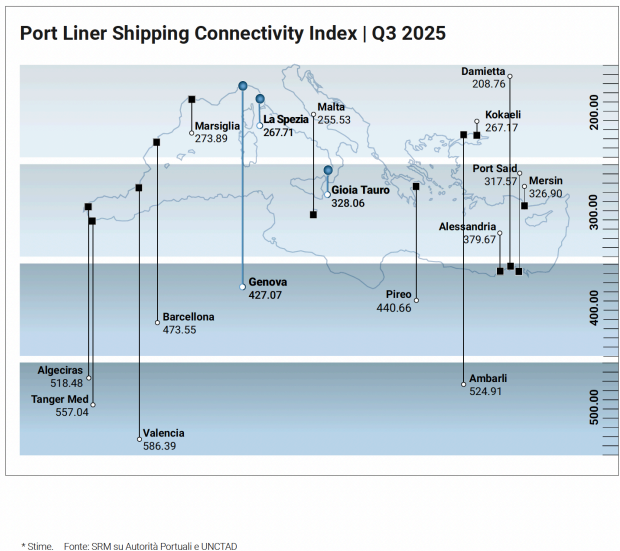 Port Liner Shipping Connectivity Index | Q3 2025
Damietta
208.76
Malta
255.53
Kokaeli
267.17
La Spezia
267.71
Marsiglia
273.89
200.00
Port Said
317.57
Mersin
326.90
Gioia Tauro
328.06
300.00
Alessandria
379.67
Genova
427.07
Pireo
440.66
400.00
Barcellona
473.55
Algeciras
518.48
Ambarli
524.91
Tanger Med
557.04
500.00
Valencia
586.39
* Stime. Fonte: SRM su Autorità Portuali e UNCTAD